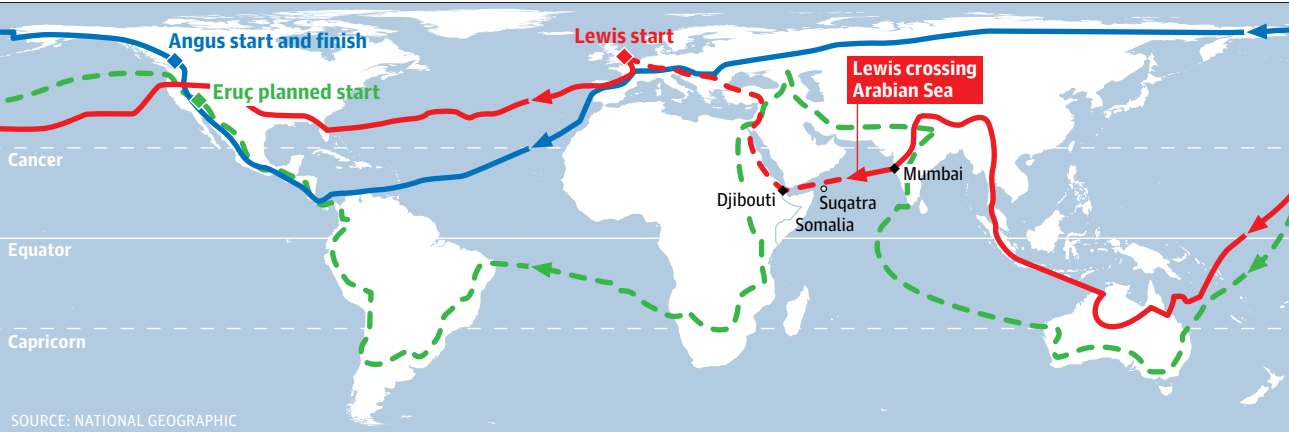 Angus start and finish
Lewis start
Eruç planned start
Lewis crossing
Arabian Sea
Cancer
Mumbai
Djibouti
Suqatra
Somalia
Equator
Capricorn
SOURCE: NATIONAL GEOGRAPHIC